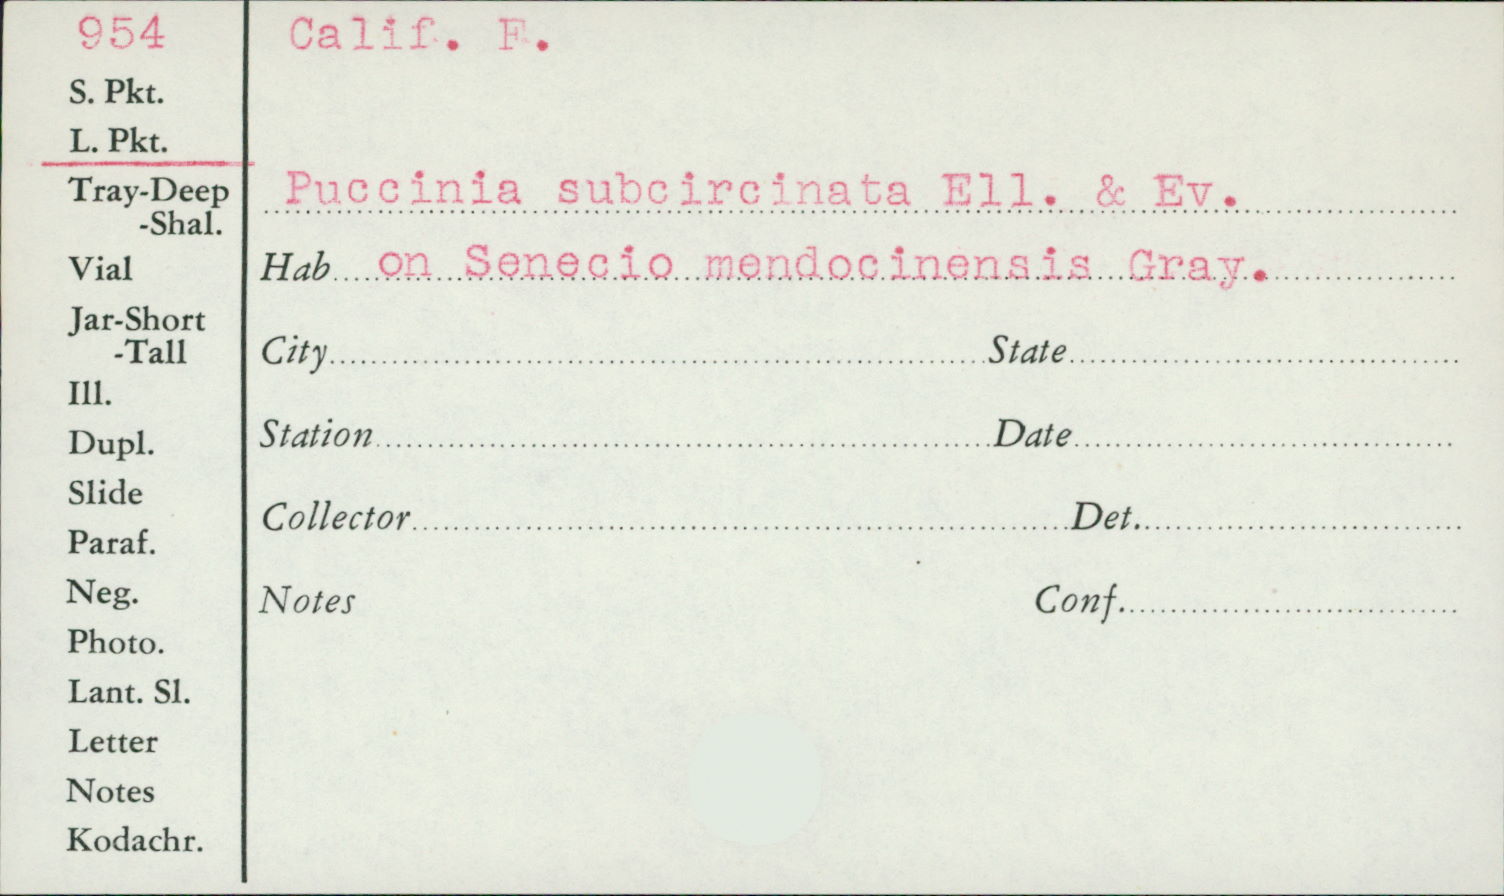 954
Calif. F.
S. Pkt.
L. Pkt.
Tray-Deep
-Shal.
Vial
Jar-Short
-Tall
Ill.
Dupl.
Slide
Paraf.
Neg.
Photo.
Lant. Sl.
Letter
Notes
Kodachr.
Puccinia subcircinata Ell. & Ev.
Hab on Senecio mendocinensis Gray.
City State
Station Date
Collector Det.
Notes Conf.